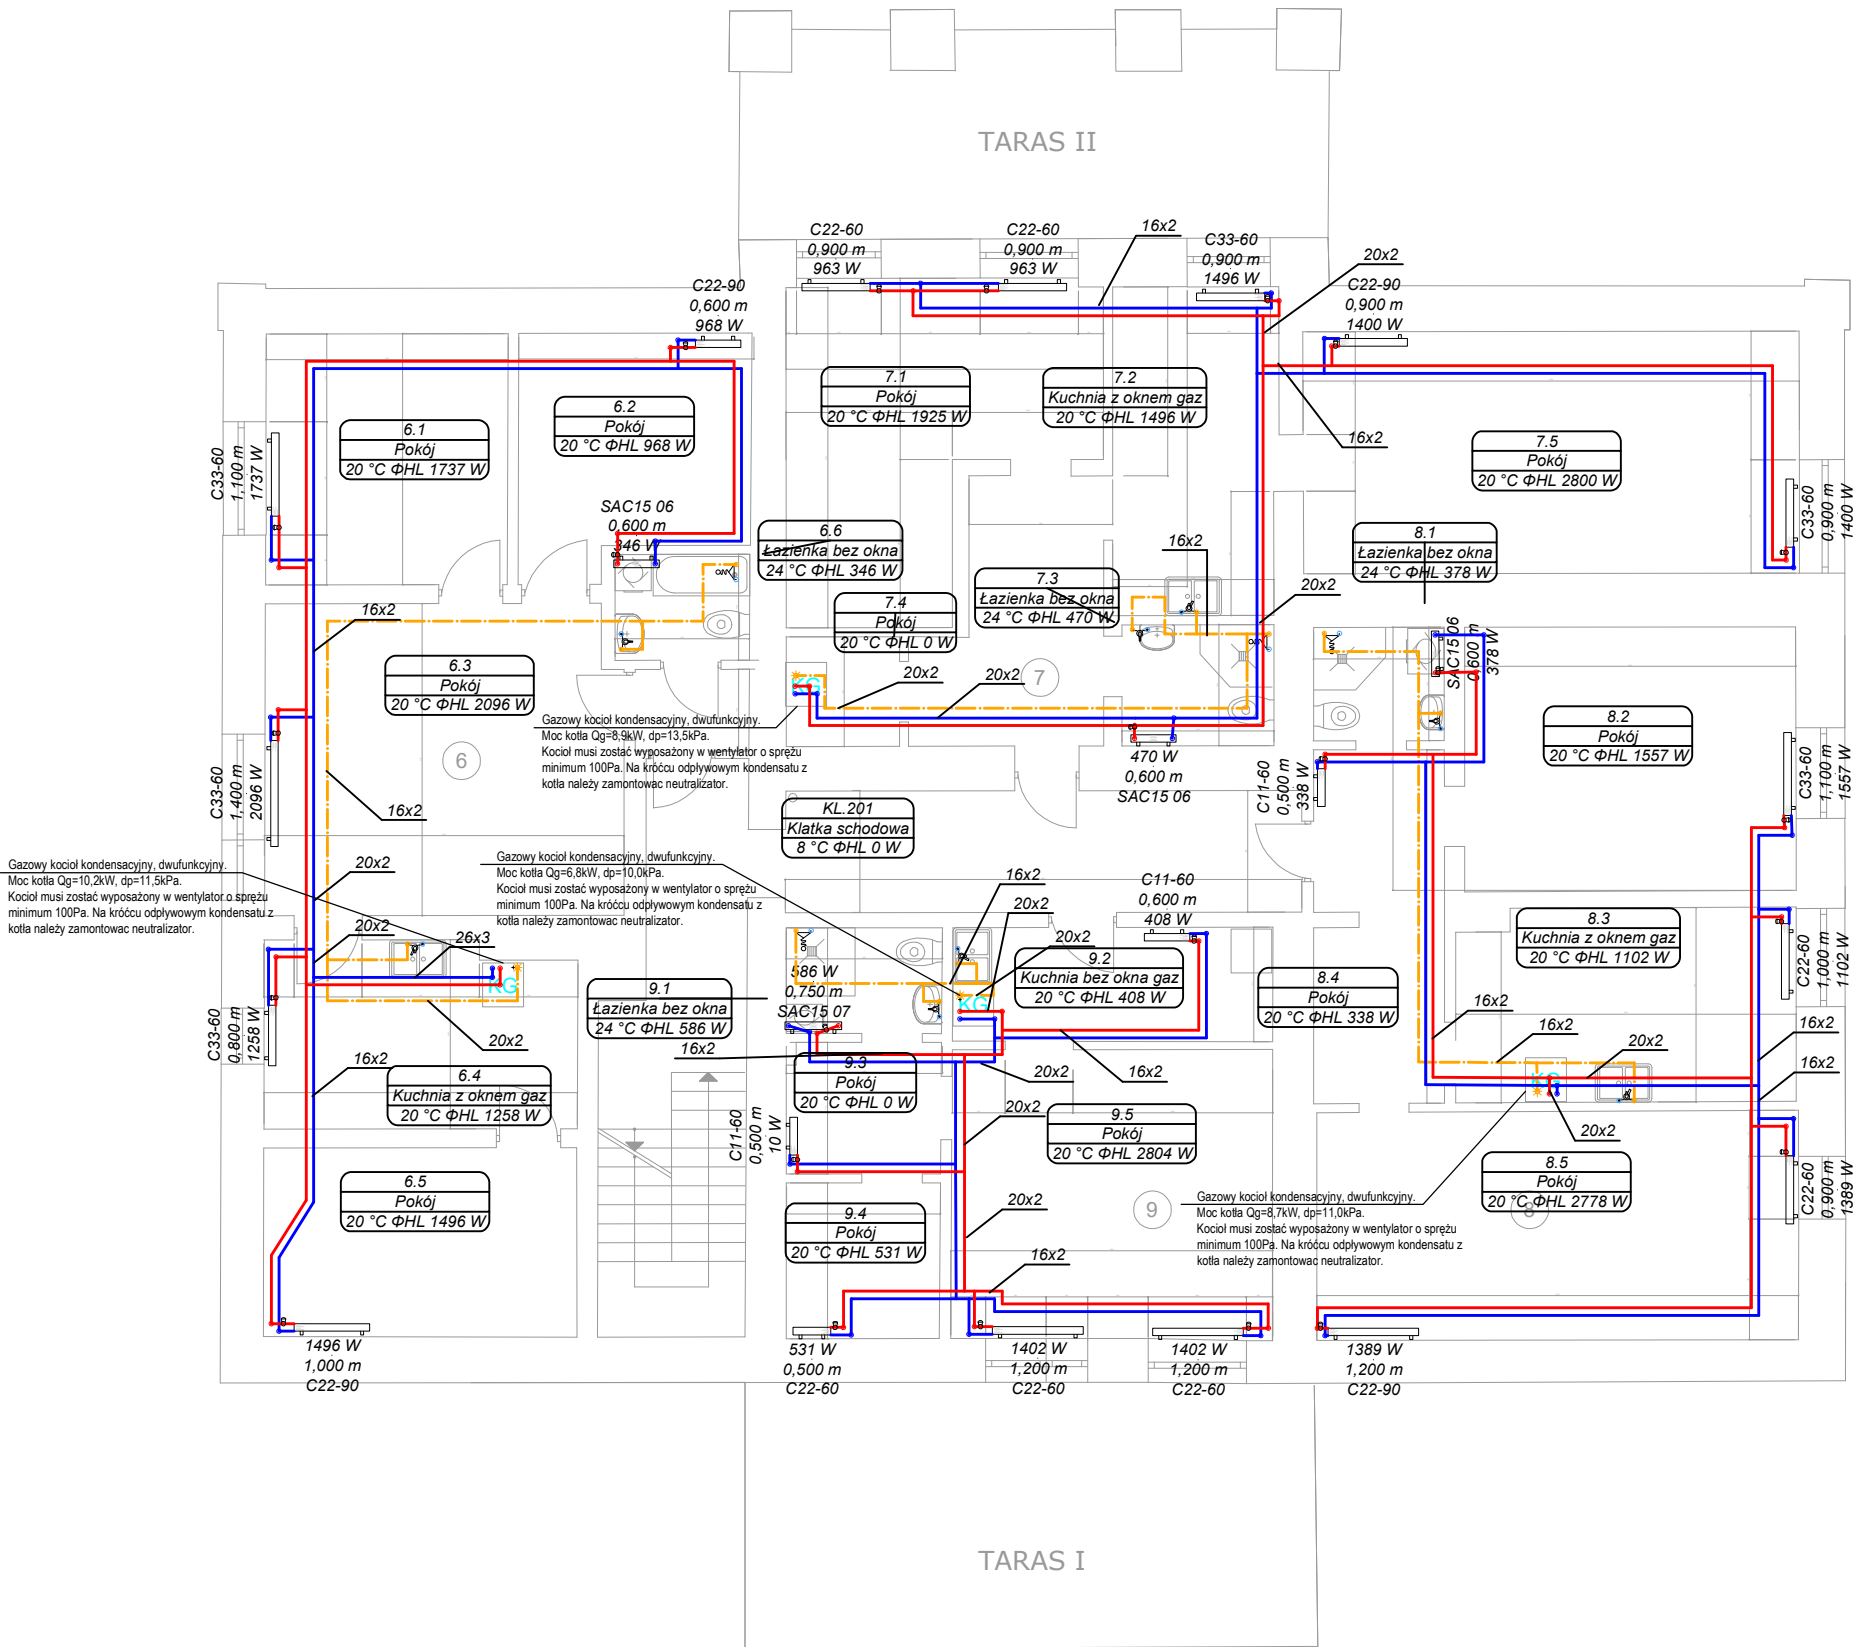 TARAS II
C22-60
0,900 m
963 W
C22-60
0,900 m
963 W
16x2
C33-60
0,900 m
1496 W
20x2
C22-90
0,600 m
968 W
C22-90
0,900 m
1400 W
7.1
Pokój
20 °C ΦHL 1925 W
7.2
Kuchnia z oknem gaz
20 °C ΦHL 1496 W
6.2
Pokój
20 °C ΦHL 968 W
6.1
Pokój
20 °C ΦHL 1737 W
16x2
7.5
Pokój
20 °C ΦHL 2800 W
C33-60
1,100 m
1737 W
C33-60
0,900 m
1400 W
SAC15 06
0,600 m
346 W
6.6
Łazienka bez okna
24 °C ΦHL 346 W
16x2
8.1
Łazienka bez okna
24 °C ΦHL 378 W
7.3
Łazienka bez okna
24 °C ΦHL 470 W
20x2
7.4
Pokój
20 °C ΦHL 0 W
16x2
6.3
Pokój
20 °C ΦHL 2096 W
SAC15 06
0,600 m
378 W
KG
20x2
20x2
7
8.2
Pokój
20 °C ΦHL 1557 W
Gazowy kocioł kondensacyjny, dwufunkcyjny.
Moc kotła Qg=8,9kW, dp=13,5kPa.
Kocioł musi zostać wyposażony w wentylator o sprężu
minimum 100Pa. Na króćcu odpływowym kondensatu z
kotła należy zamontowac neutralizator.
6
470 W
0,600 m
SAC15 06
C11-60
0,500 m
338 W
C33-60
1,100 m
1557 W
C33-60
1,400 m
2096 W
16x2
KL.201
Klatka schodowa
8 °C ΦHL 0 W
Gazowy kocioł kondensacyjny, dwufunkcyjny.
Moc kotła Qg=10,2kW, dp=11,5kPa.
Kocioł musi zostać wyposażony w wentylator o sprężu
minimum 100Pa. Na króćcu odpływowym kondensatu z
kotła należy zamontowac neutralizator.
20x2
Gazowy kocioł kondensacyjny, dwufunkcyjny.
Moc kotła Qg=6,8kW, dp=10,0kPa.
Kocioł musi zostać wyposażony w wentylator o sprężu
minimum 100Pa. Na króćcu odpływowym kondensatu z
kotła należy zamontowac neutralizator.
16x2
20x2
C11-60
0,600 m
408 W
20x2
26x3
20x2
9.2
Kuchnia bez okna gaz
20 °C ΦHL 408 W
8.3
Kuchnia z oknem gaz
20 °C ΦHL 1102 W
C22-60
1,000 m
1102 W
KG
9.1
Łazienka bez okna
24 °C ΦHL 586 W
586 W
0,750 m
SAC15 07
KG
8.4
Pokój
20 °C ΦHL 338 W
16x2
C33-60
0,800 m
1258 W
20x2
16x2
16x2
16x2
20x2
16x2
6.4
Kuchnia z oknem gaz
20 °C ΦHL 1258 W
9.3
Pokój
20 °C ΦHL 0 W
20x2
16x2
KG
16x2
C11-60
0,500 m
10 W
20x2
9.5
Pokój
20 °C ΦHL 2804 W
20x2
6.5
Pokój
20 °C ΦHL 1496 W
8.5
Pokój
20 °C ΦHL 2778 W
C22-60
0,900 m
1389 W
9.4
Pokój
20 °C ΦHL 531 W
20x2
9
8
Gazowy kocioł kondensacyjny, dwufunkcyjny.
Moc kotła Qg=8,7kW, dp=11,0kPa.
Kocioł musi zostać wyposażony w wentylator o sprężu
minimum 100Pa. Na króćcu odpływowym kondensatu z
kotła należy zamontowac neutralizator.
16x2
1496 W
1,000 m
C22-90
531 W
0,500 m
C22-60
1402 W
1,200 m
C22-60
1402 W
1,200 m
C22-60
1389 W
1,200 m
C22-90
TARAS I